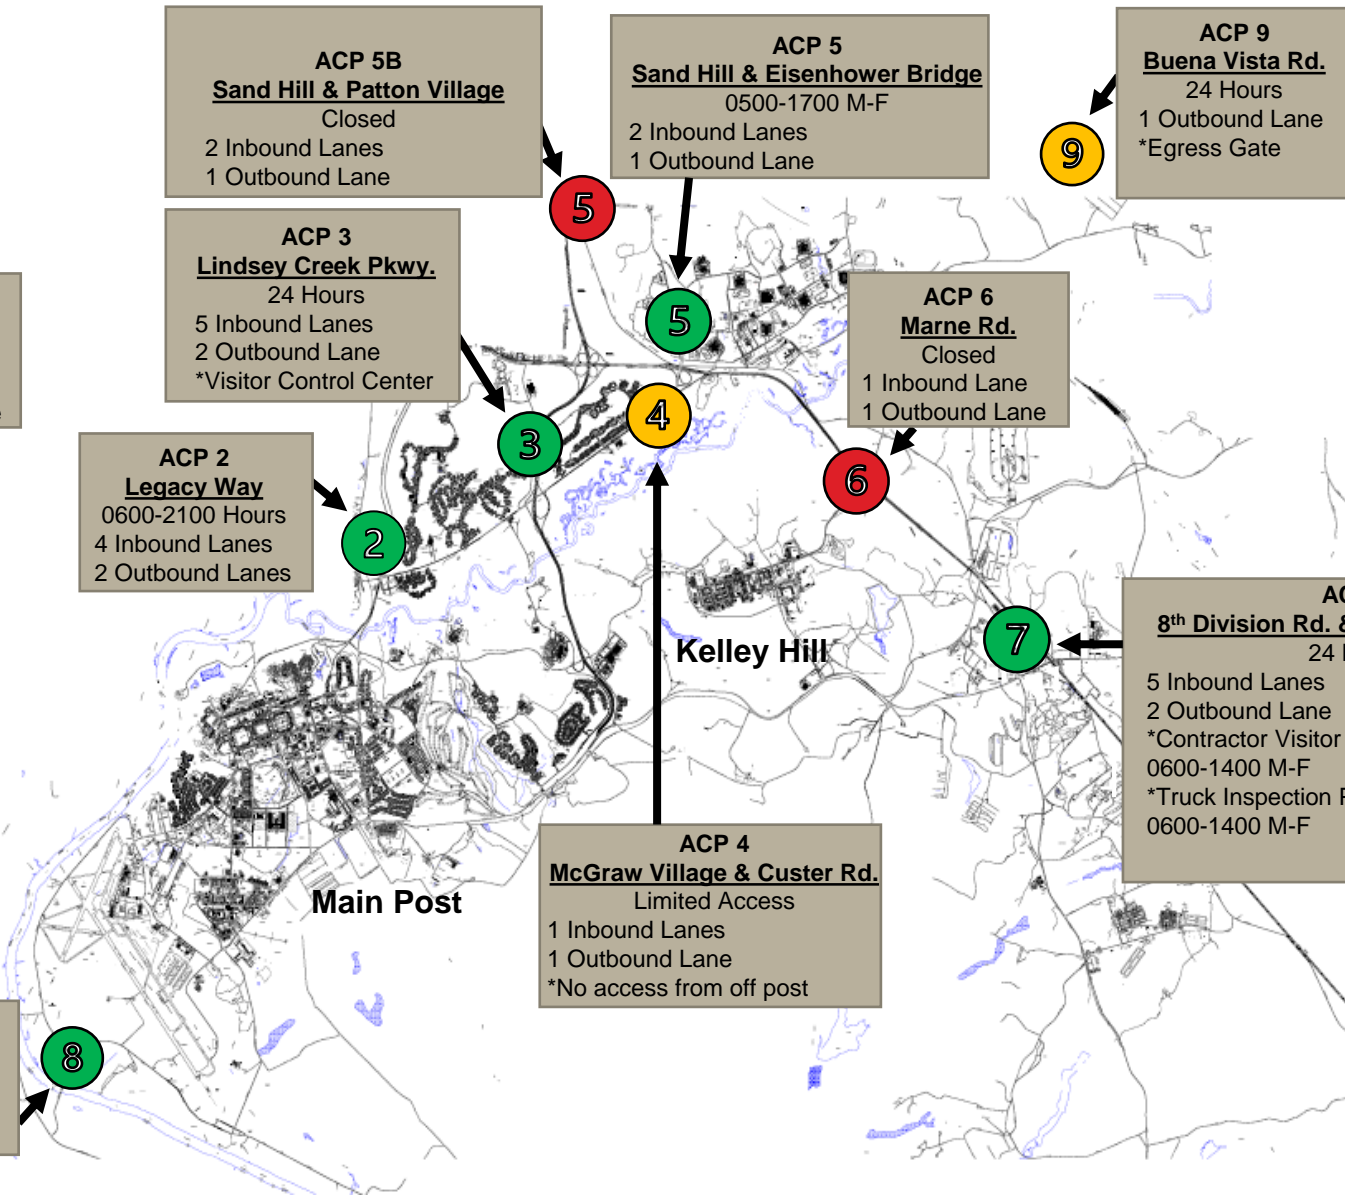 ACP 5B
Sand Hill & Patton Village
Closed
2 Inbound Lanes
1 Outbound Lane
ACP 5
Sand Hill & Eisenhower Bridge
0500-1700 M-F
2 Inbound Lanes
1 Outbound Lane
ACP 9
Buena Vista Rd.
24 Hours
1 Outbound Lane
*Egress Gate
9
5
ACP 3
Lindsey Creek Pkwy.
24 Hours
5 Inbound Lanes
2 Outbound Lane
*Visitor Control Center
5
ACP 6
Marne Rd.
Closed
1 Inbound Lane
1 Outbound Lane
4
3
6
ACP 2
Legacy Way
0600-2100 Hours
4 Inbound Lanes
2 Outbound Lanes
2
7
8th Division Rd. &
24
5 Inbound Lanes
2 Outbound Lane
*Contractor Visitor
0600-1400 M-F
*Truck Inspection
0600-1400 M-F
Kelley Hill
Main Post
ACP 4
McGraw Village & Custer Rd.
Limited Access
1 Inbound Lanes
1 Outbound Lane
*No access from off post
8